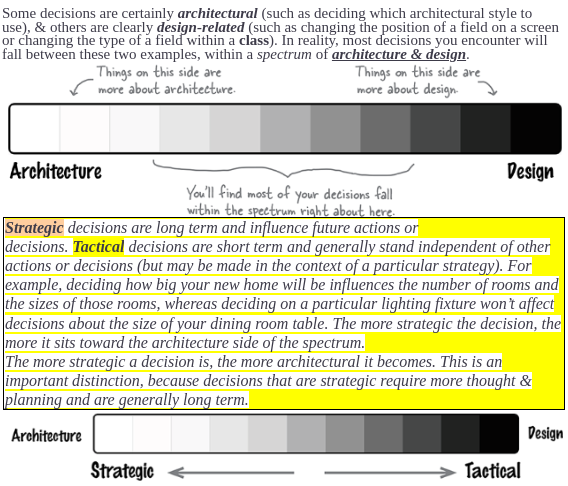 Some decisions are certainly architectural (such as deciding which architectural style to
use), & others are clearly design-related (such as changing the position of a field on a screen
or changing the type of a field within a class). In reality, most decisions you encounter will
fall between these two examples, within a spectrum of architecture & design.
Things on this side are
more about architecture.
Things on this side are
more about design.
Architecture
Design
You'll find most of your decisions fall
within the spectrum right about here.
Strategic decisions are long term and influence future actions or
decisions. Tactical decisions are short term and generally stand independent of other
actions or decisions (but may be made in the context of a particular strategy). For
example, deciding how big your new home will be influences the number of rooms and
the sizes of those rooms, whereas deciding on a particular lighting fixture won’t affect
decisions about the size of your dining room table. The more strategic the decision, the
more it sits toward the architecture side of the spectrum.
The more strategic a decision is, the more architectural it becomes. This is an
important distinction, because decisions that are strategic require more thought &
planning and are generally long term.
Architecture
Design
Strategic
Tactical